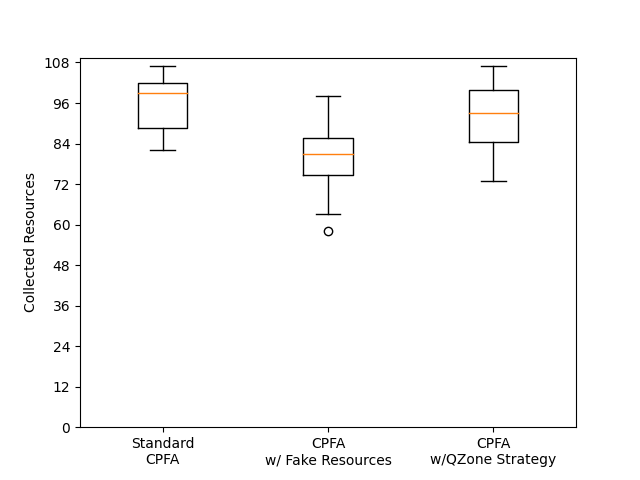 108
96
84
72
60
48
36
24
12
0
Collected Resources
Standard
CPFA
CPFA
w/ Fake Resources
CPFA
w/QZone Strategy